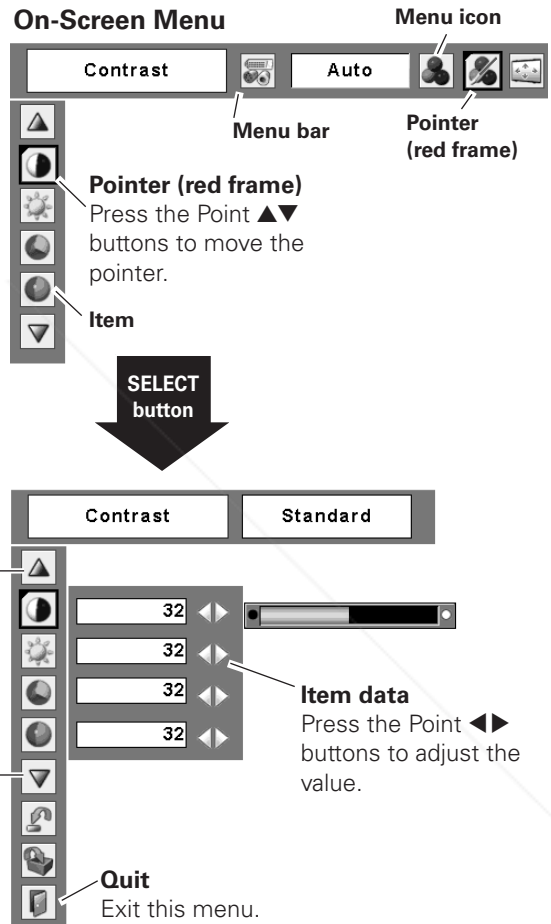 On-Screen Menu
Menu icon
Contrast
Auto
Menu bar
Pointer
(red frame)
Pointer (red frame)
Press the Point ▲▼
buttons to move the
pointer.
Item
SELECT
button
Contrast
Standard
32
32
32
32
Item data
Press the Point ◀▶
buttons to adjust the
value.
Quit
Exit this menu.